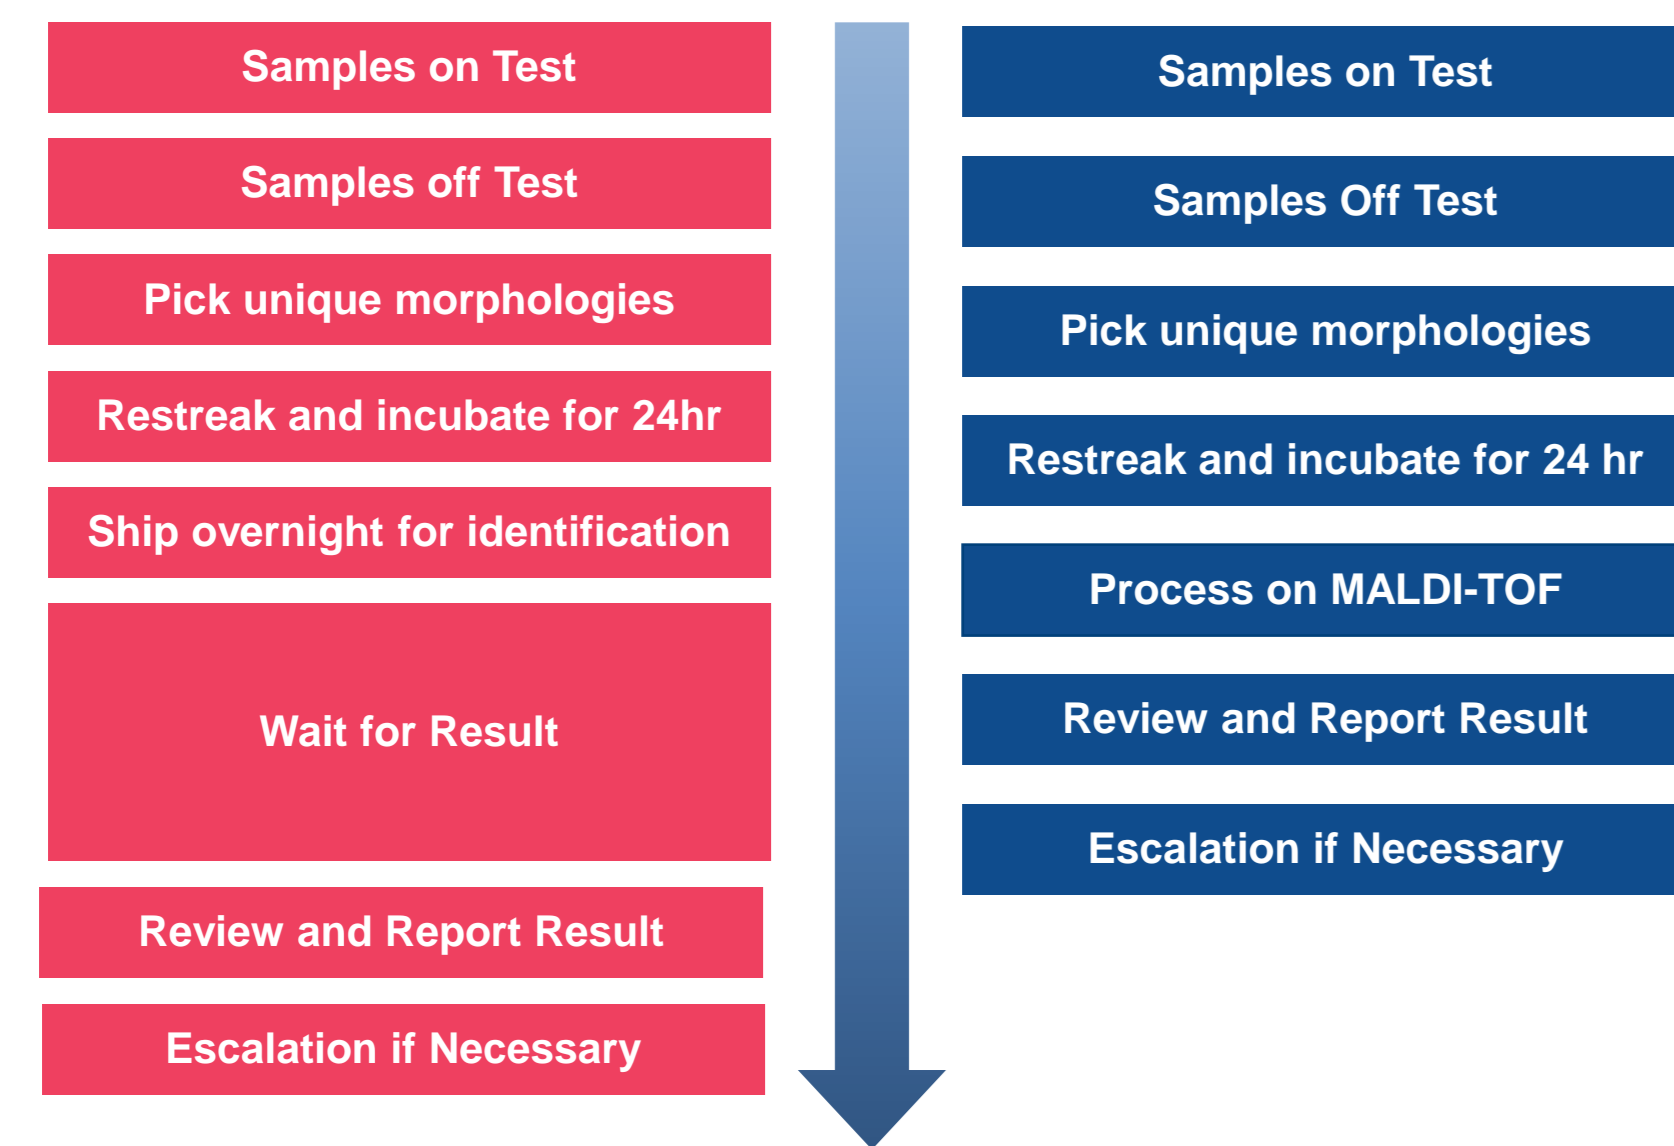 Samples on Test
Samples off Test
Pick unique morphologies
Restreak and incubate for 24hr
Ship overnight for identification
Wait for Result
Review and Report Result
Escalation if Necessary
Samples on Test
Samples Off Test
Pick unique morphologies
Restreak and incubate for 24 hr
Process on MALDI-TOF
Review and Report Result
Escalation if Necessary